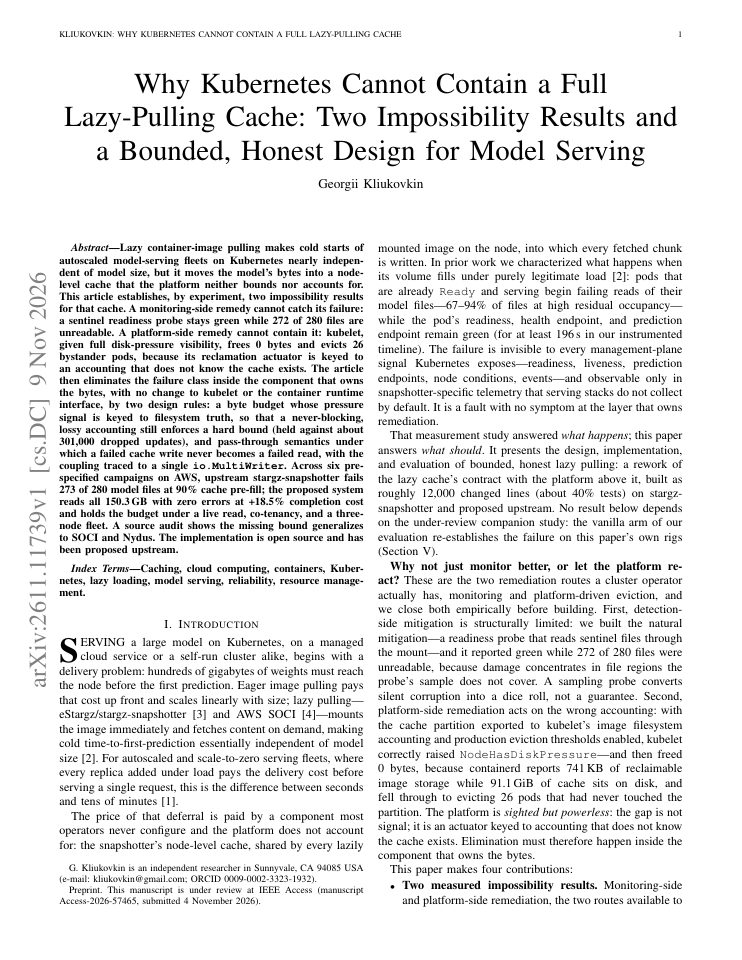 KLIUKOVKIN: WHY KUBERNETES CANNOT CONTAIN A FULL LAZY-PULLING CACHE
1
Why Kubernetes Cannot Contain a Full
Lazy-Pulling Cache: Two Impossibility Results and
a Bounded, Honest Design for Model Serving
Georgii Kliukovkin
arXiv:2611.11739v1 [cs.DC] 9 Nov 2026
Abstract—Lazy container-image pulling makes cold starts of
autoscaled model-serving fleets on Kubernetes nearly indepen-
dent of model size, but it moves the model's bytes into a node-
level cache that the platform neither bounds nor accounts for.
This article establishes, by experiment, two impossibility results
for that cache. A monitoring-side remedy cannot catch its failure:
a sentinel readiness probe stays green while 272 of 280 files are
unreadable. A platform-side remedy cannot contain it: kubelet,
given full disk-pressure visibility, frees 0 bytes and evicts 26
bystander pods, because its reclamation actuator is keyed to
an accounting that does not know the cache exists. The article
then eliminates the failure class inside the component that owns
the bytes, with no change to kubelet or the container runtime
interface, by two design rules: a byte budget whose pressure
signal is keyed to filesystem truth, so that a never-blocking,
lossy accounting still enforces a hard bound (held against about
301,000 dropped updates), and pass-through semantics under
which a failed cache write never becomes a failed read, with the
coupling traced to a single io.MultiWriter. Across six pre-
specified campaigns on AWS, upstream stargz-snapshotter fails
273 of 280 model files at 90% cache pre-fill; the proposed system
reads all 150.3 GB with zero errors at +18.5% completion cost
and holds the budget under a live read, co-tenancy, and a three-
node fleet. A source audit shows the missing bound generalizes
to SOCI and Nydus. The implementation is open source and has
been proposed upstream.
Index Terms—Caching, cloud computing, containers, Kuber-
netes, lazy loading, model serving, reliability, resource manage-
ment.
I. INTRODUCTION
SERVING a large model on Kubernetes, on a managed
cloud service or a self-run cluster alike, begins with a
delivery problem: hundreds of gigabytes of weights must reach
the node before the first prediction. Eager image pulling pays
that cost up front and scales linearly with size; lazy pulling—
eStargz/stargz-snapshotter [3] and AWS SOCI [4]—mounts
the image immediately and fetches content on demand, making
cold time-to-first-prediction essentially independent of model
size [2]. For autoscaled and scale-to-zero serving fleets, where
every replica added under load pays the delivery cost before
serving a single request, this is the difference between seconds
and tens of minutes [1].
The price of that deferral is paid by a component most
operators never configure and the platform does not account
for: the snapshotter's node-level cache, shared by every lazily
G. Kliukovkin is an independent researcher in Sunnyvale, CA 94085 USA
(e-mail: kliukovkin@gmail.com; ORCID 0009-0002-3323-1932).
Preprint. This manuscript is under review at IEEE Access (manuscript
Access-2026-57465, submitted 4 November 2026).
mounted image on the node, into which every fetched chunk
is written. In prior work we characterized what happens when
its volume fills under purely legitimate load [2]: pods that
are already Ready and serving begin failing reads of their
model files—67–94% of files at high residual occupancy—
while the pod's readiness, health endpoint, and prediction
endpoint remain green (for at least 196 s in our instrumented
timeline). The failure is invisible to every management-plane
signal Kubernetes exposes—readiness, liveness, prediction
endpoints, node conditions, events—and observable only in
snapshotter-specific telemetry that serving stacks do not collect
by default. It is a fault with no symptom at the layer that owns
remediation.
That measurement study answered what happens; this paper
answers what should. It presents the design, implementation,
and evaluation of bounded, honest lazy pulling: a rework of
the lazy cache's contract with the platform above it, built as
roughly 12,000 changed lines (about 40% tests) on stargz-
snapshotter and proposed upstream. No result below depends
on the under-review companion study: the vanilla arm of our
evaluation re-establishes the failure on this paper's own rigs
(Section V).
Why not just monitor better, or let the platform re-
act? These are the two remediation routes a cluster operator
actually has, monitoring and platform-driven eviction, and
we close both empirically before building. First, detection-
side mitigation is structurally limited: we built the natural
mitigation—a readiness probe that reads sentinel files through
the mount—and it reported green while 272 of 280 files were
unreadable, because damage concentrates in file regions the
probe's sample does not cover. A sampling probe converts
silent corruption into a dice roll, not a guarantee. Second,
platform-side remediation acts on the wrong accounting: with
the cache partition exported to kubelet's image filesystem
accounting and production eviction thresholds enabled, kubelet
correctly raised NodeHasDiskPressure—and then freed
0 bytes, because containerd reports 741 KB of reclaimable
image storage while 91.1 GiB of cache sits on disk, and
fell through to evicting 26 pods that had never touched the
partition. The platform is sighted but powerless: the gap is not
signal; it is an actuator keyed to accounting that does not know
the cache exists. Elimination must therefore happen inside the
component that owns the bytes.
This paper makes four contributions:
• Two measured impossibility results. Monitoring-side
and platform-side remediation, the two routes available to